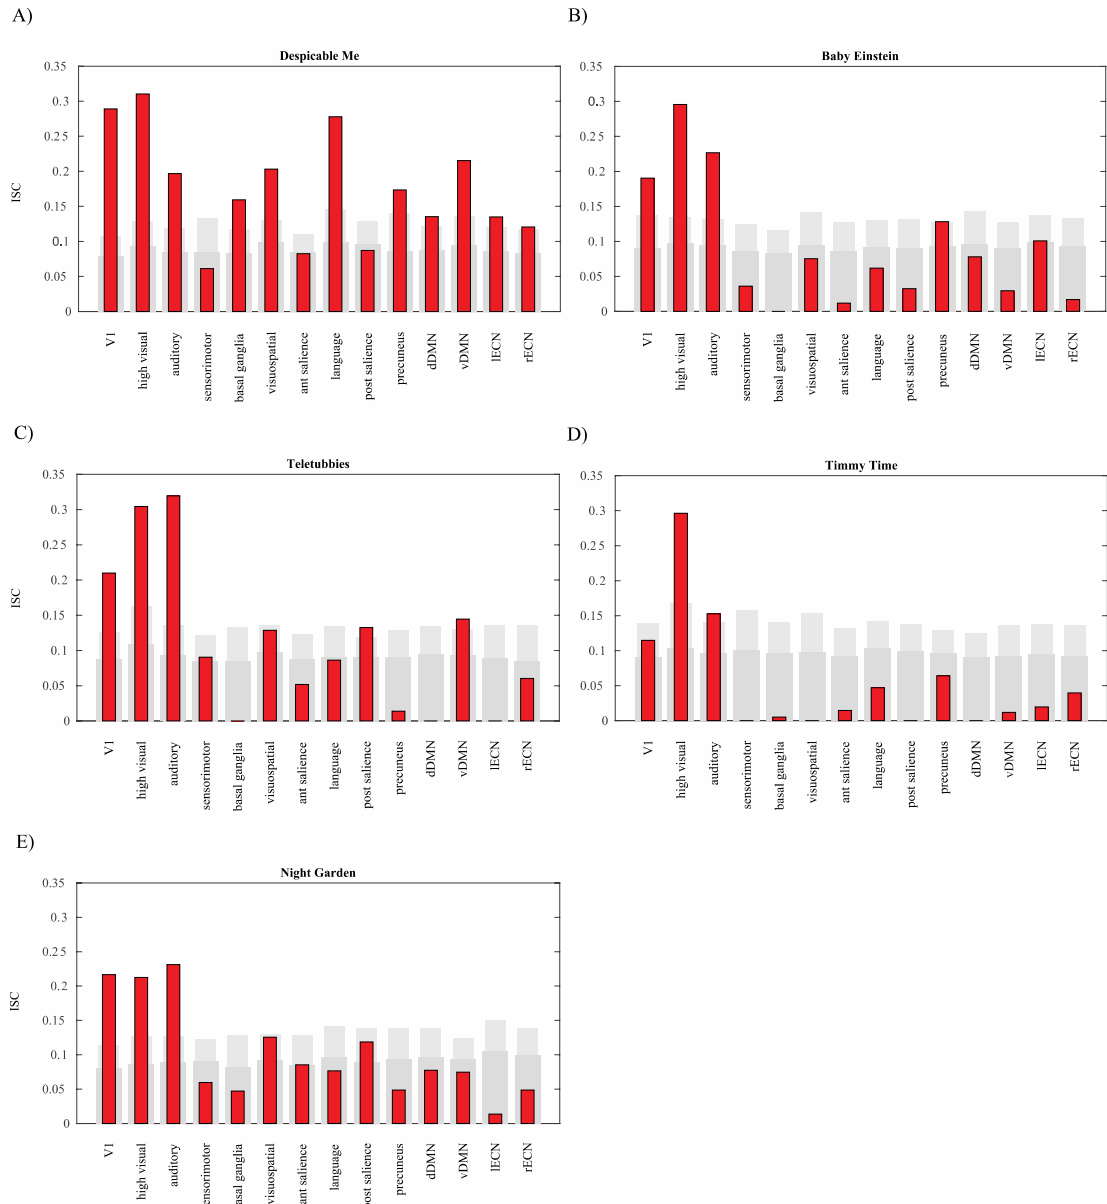 A)
Despicable Me
0.35
0.3
0.25
0.2
0.15
0.1
0.05
0
ISC
V1
high visual
auditory
sensorimotor
basal ganglia
visuospatial
ant salience
language
post salience
precuneus
dDMN
vDMN
lECN
rECN
B)
Baby Einstein
0.35
0.3
0.25
0.2
0.15
0.1
0.05
0
V1
high visual
auditory
sensorimotor
basal ganglia
visuospatial
ant salience
language
post salience
precuneus
dDMN
vDMN
lECN
rECN
C)
Teletubbies
0.35
0.3
0.25
0.2
0.15
0.1
0.05
0
ISC
V1
high visual
auditory
sensorimotor
basal ganglia
visuospatial
ant salience
language
post salience
precuneus
dDMN
vDMN
lECN
rECN
D)
Timmy Time
0.35
0.3
0.25
0.2
0.15
0.1
0.05
0
V1
high visual
auditory
sensorimotor
basal ganglia
visuospatial
ant salience
language
post salience
precuneus
dDMN
vDMN
lECN
rECN
E)
Night Garden
0.35
0.3
0.25
0.2
0.15
0.1
0.05
0
ISC
V1
high visual
auditory
sensorimotor
basal ganglia
visuospatial
ant salience
language
post salience
precuneus
dDMN
vDMN
lECN
rECN